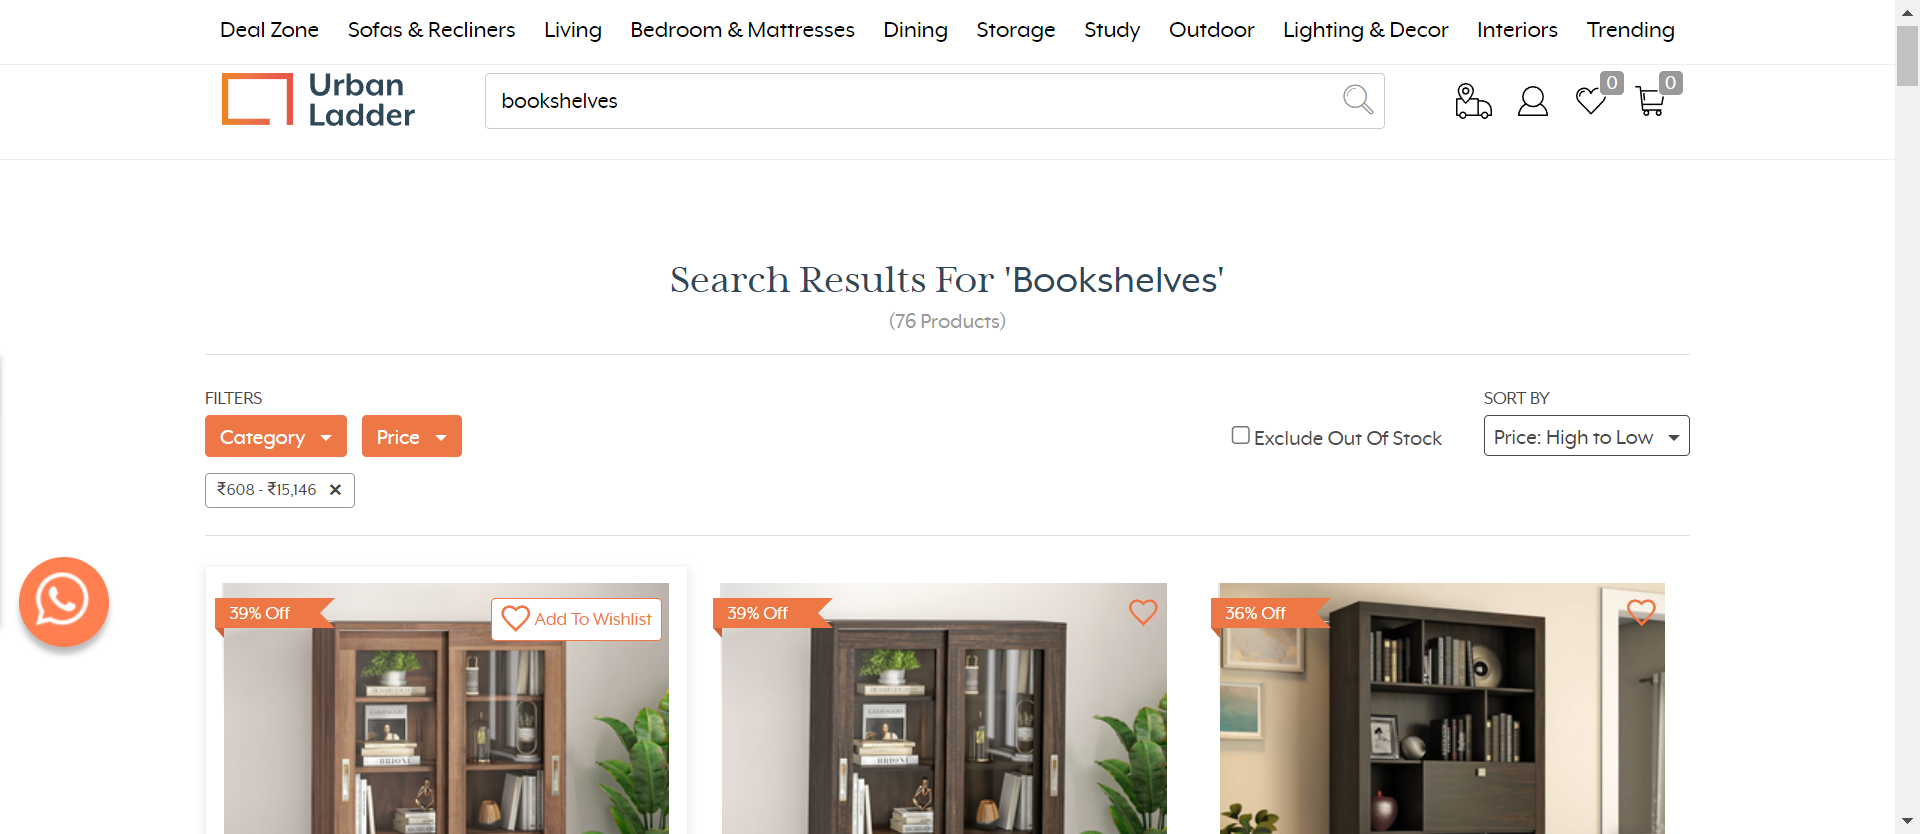 Deal Zone Sofas & Recliners Living Bedroom & Mattresses Dining Storage Study Outdoor Lighting & Decor Interiors Trending
Urban
Ladder
bookshelves
0
0
Search Results For 'Bookshelves'
(76 Products)
FILTERS
SORT BY
Category
Price
Exclude Out Of Stock
Price: High to Low
₹608 - ₹15,146 ✕
39% Off
Add To Wishlist
39% Off
36% Off
BRIONI